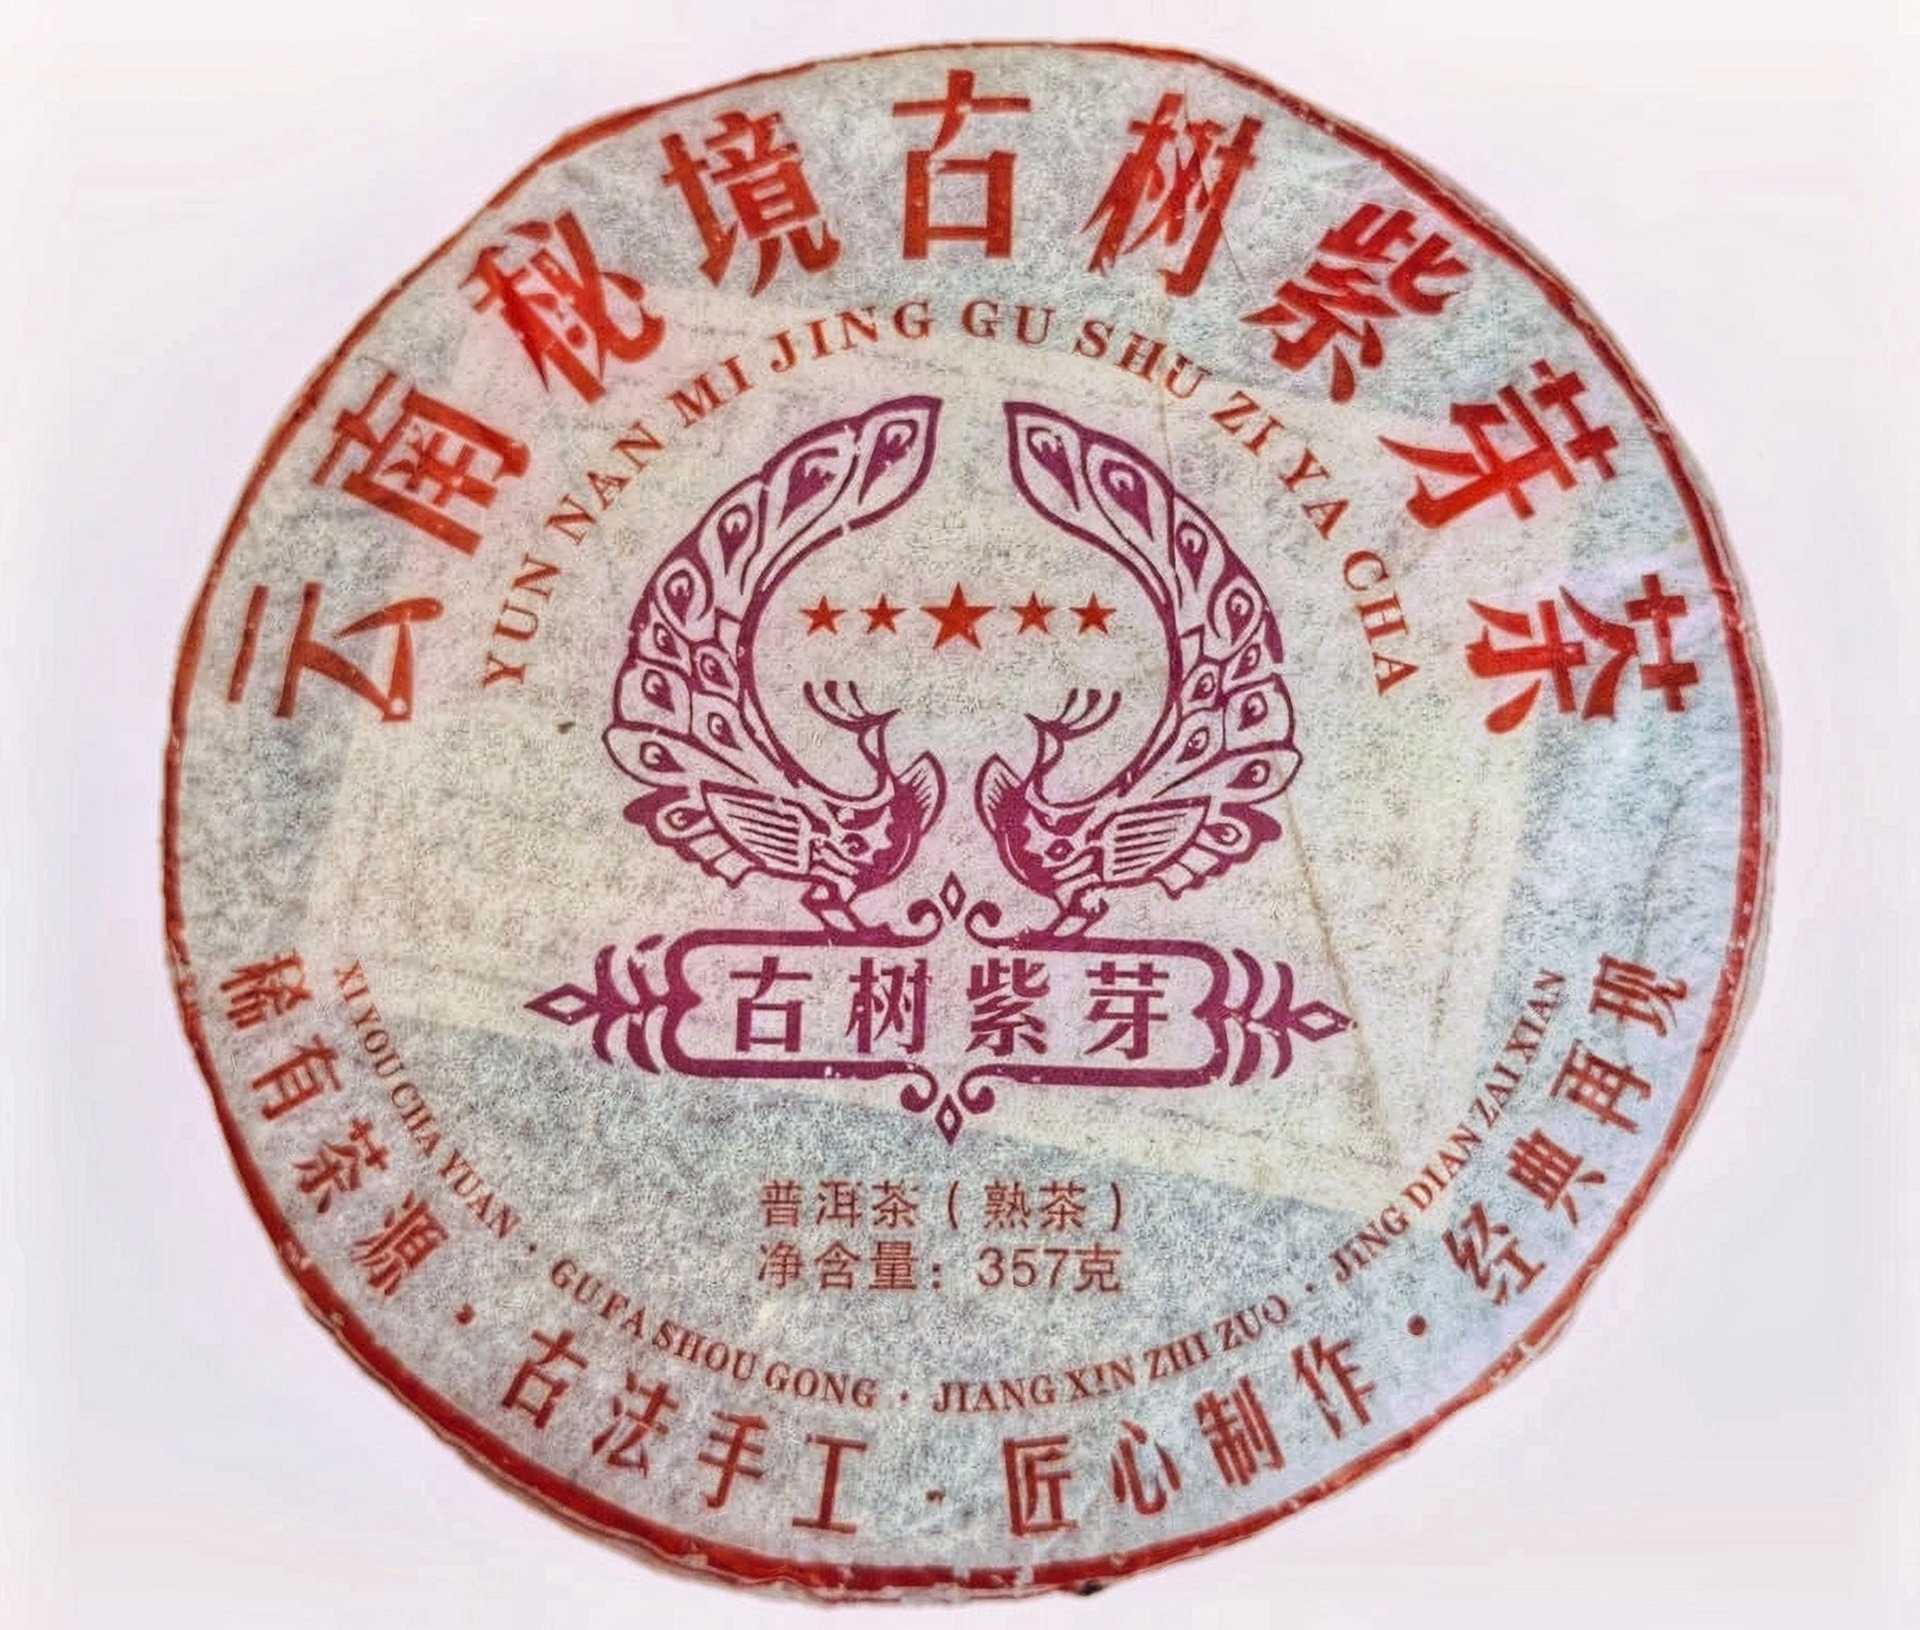 云南秘境古树紫芽茶
YUN NAN MI JING GU SHU ZI YA CHA
古树紫芽
普洱茶(熟茶)
净含量:357克
XI YOU CHA YUAN · GU FA SHOU GONG · JIANG XIN ZHI ZUO · JING DIAN ZAI XIAN
稀有茶源·古法手工·匠心制作·经典再现